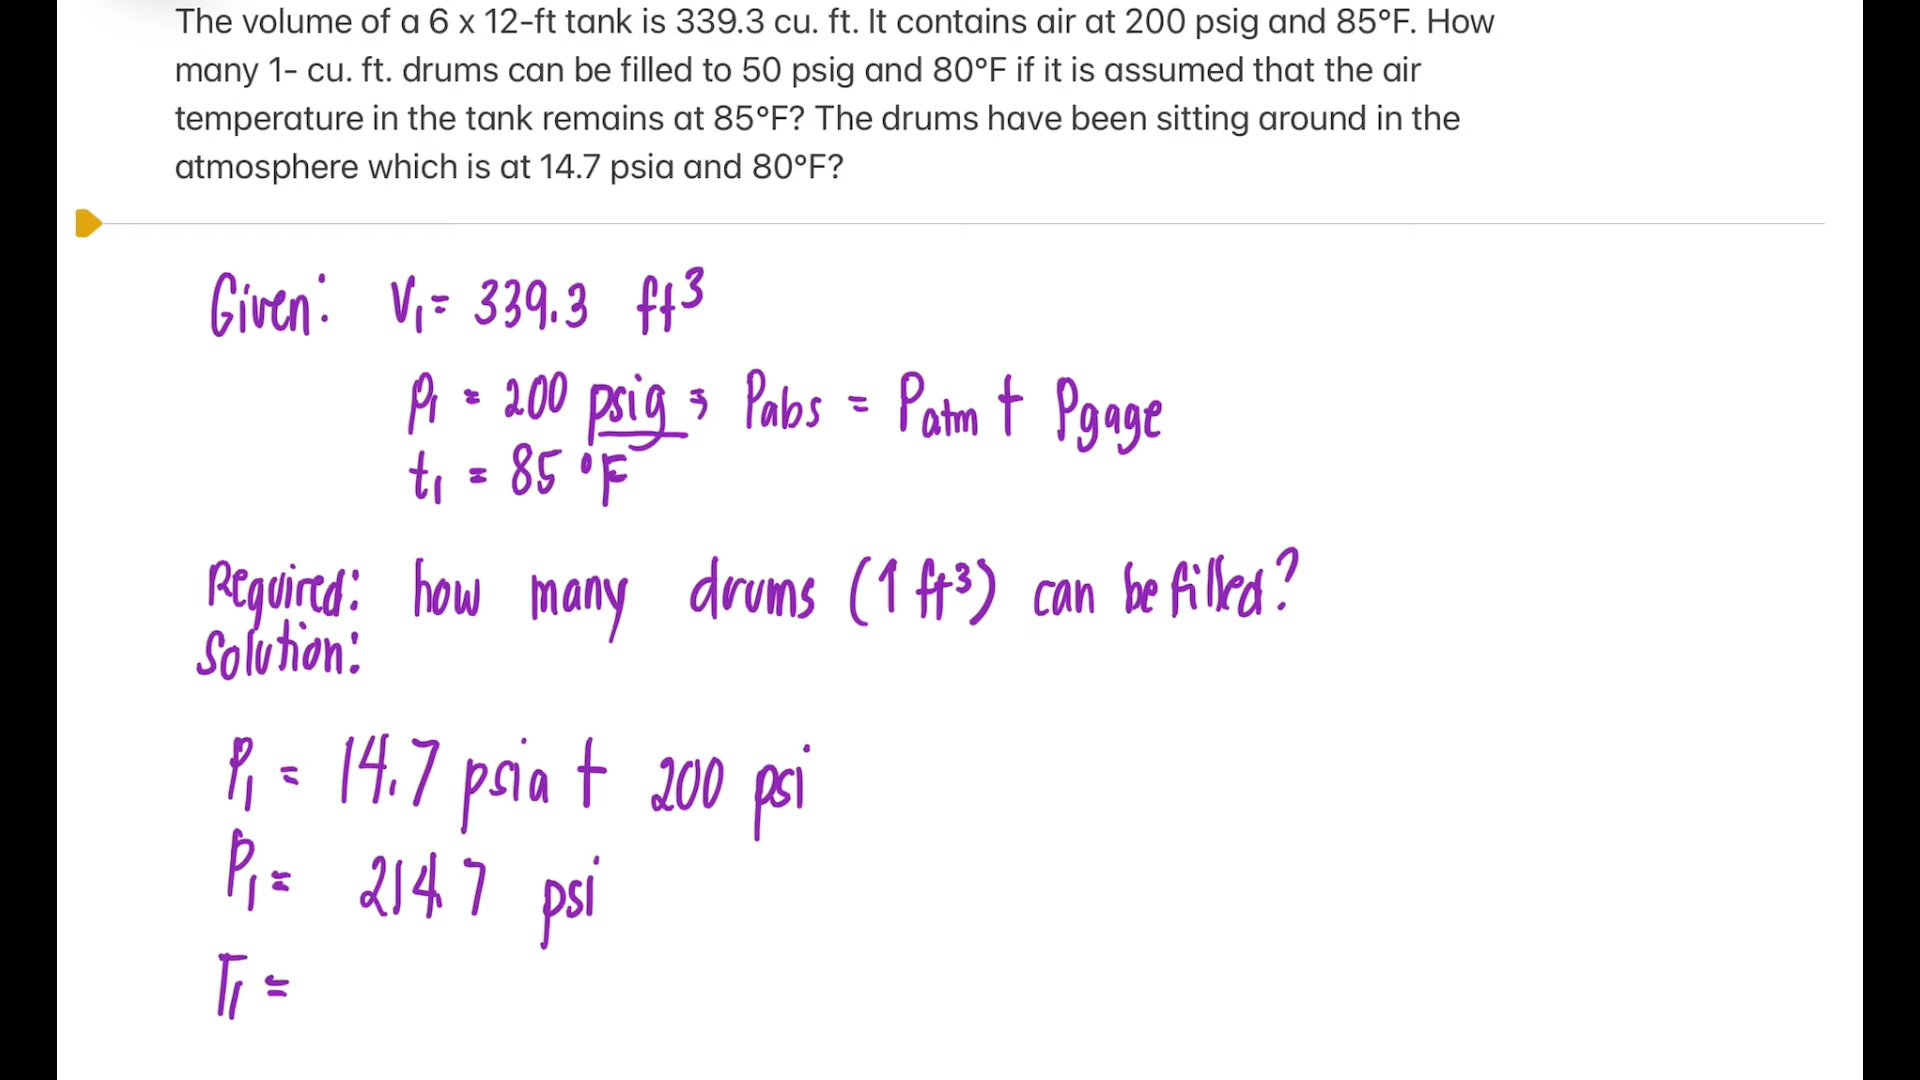 The volume of a 6 x 12-ft tank is 339.3 cu. ft. It contains air at 200 psig and 85°F. How
many 1- cu. ft. drums can be filled to 50 psig and 80°F if it is assumed that the air
temperature in the tank remains at 85°F? The drums have been sitting around in the
atmosphere which is at 14.7 psia and 80°F?
Given: V₁ = 339.3 ft³
P₁ = 200 psig ⇒ Pabs = Patm + Pgage
t₁ = 85 °F
Required: how many drums (1 ft³) can be filled?
Solution:
P₁ = 14.7 psia + 200 psi
P₁ = 214.7 psi
T₁ =